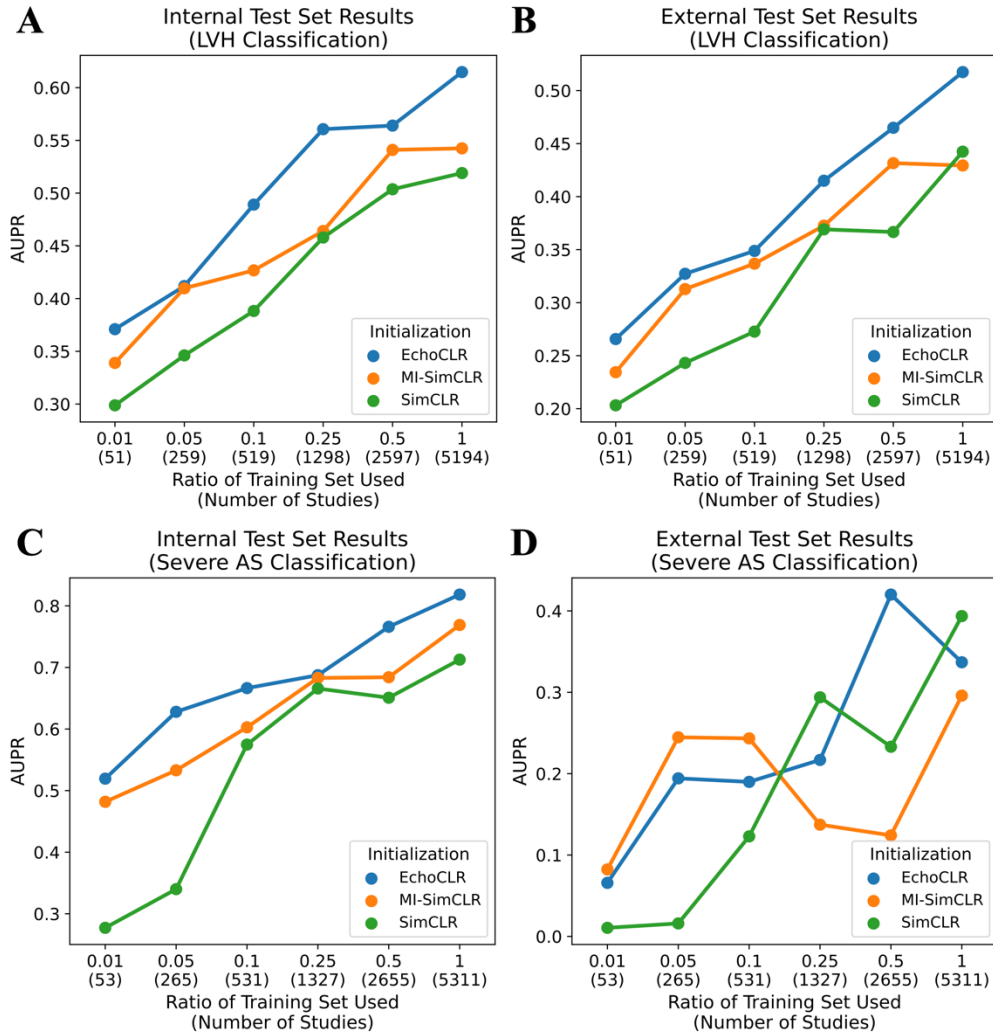 A
Internal Test Set Results
(LVH Classification)
AUPR
0.60
0.55
0.50
0.45
0.40
0.35
0.30
Initialization
EchoCLR
MI-SimCLR
SimCLR
0.01 0.05 0.1 0.25 0.5 1
(51) (259) (519) (1298) (2597) (5194)
Ratio of Training Set Used
(Number of Studies)
B
External Test Set Results
(LVH Classification)
AUPR
0.50
0.45
0.40
0.35
0.30
0.25
0.20
Initialization
EchoCLR
MI-SimCLR
SimCLR
0.01 0.05 0.1 0.25 0.5 1
(51) (259) (519) (1298) (2597) (5194)
Ratio of Training Set Used
(Number of Studies)
C
Internal Test Set Results
(Severe AS Classification)
AUPR
0.8
0.7
0.6
0.5
0.4
0.3
Initialization
EchoCLR
MI-SimCLR
SimCLR
0.01 0.05 0.1 0.25 0.5 1
(53) (265) (531) (1327) (2655) (5311)
Ratio of Training Set Used
(Number of Studies)
D
External Test Set Results
(Severe AS Classification)
AUPR
0.4
0.3
0.2
0.1
0.0
Initialization
EchoCLR
MI-SimCLR
SimCLR
0.01 0.05 0.1 0.25 0.5 1
(53) (265) (531) (1327) (2655) (5311)
Ratio of Training Set Used
(Number of Studies)